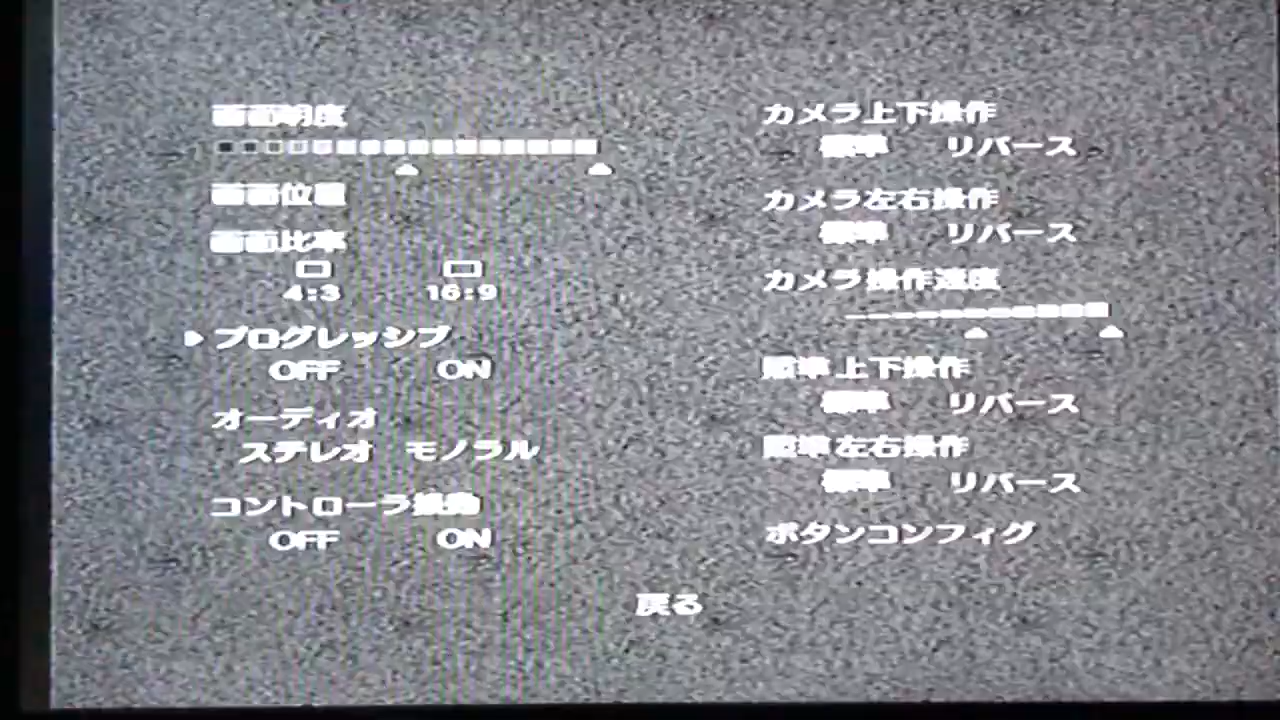 画面明度
画面位置
画面比率
4:3 16:9
プログレッシブ
OFF ON
オーディオ
ステレオ モノラル
コントローラ振動
OFF ON
カメラ上下操作
標準 リバース
カメラ左右操作
標準 リバース
カメラ操作速度
照準上下操作
標準 リバース
照準左右操作
標準 リバース
ボタンコンフィグ
戻る